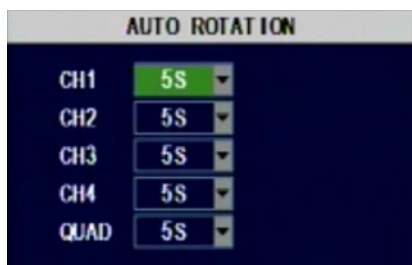 AUTO ROTATION
CH1 5S
CH2 5S
CH3 5S
CH4 5S
QUAD 5S